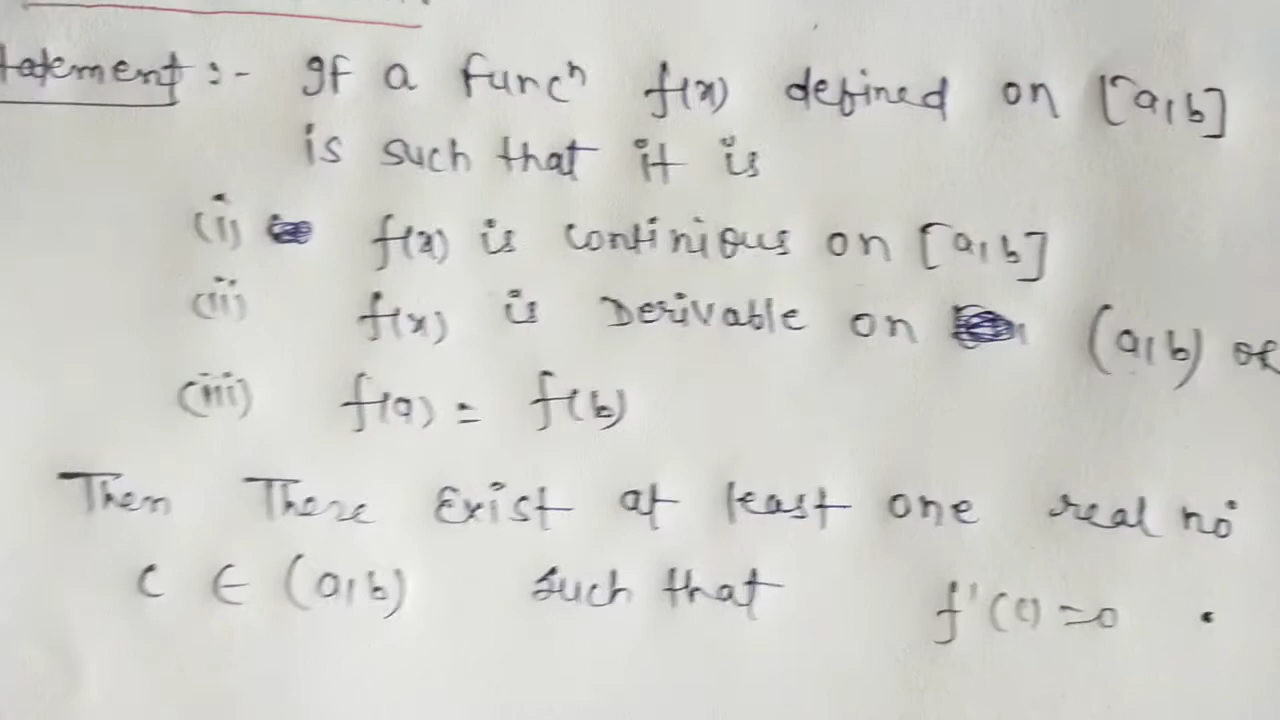 tatement :- If a funcⁿ f(x) defined on [a,b]
is such that it is
(i) f(x) is continious on [a,b]
(ii) f(x) is Derivable on (a,b)
(iii) f(a) = f(b)
Then There Exist at least one real no
c ∈ (a,b) such that f'(c) = 0 .